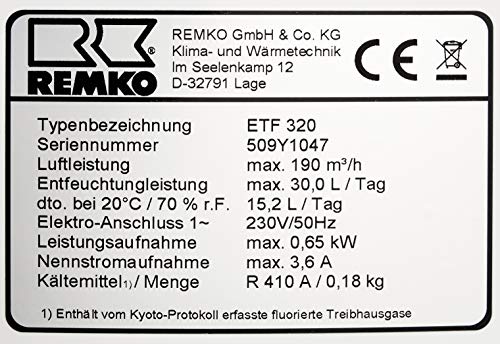 REMKO GmbH & Co. KG
Klima- und Wärmetechnik
Im Seelenkamp 12
D-32791 Lage
®
REMKO
CE
Typenbezeichnung ETF 320
Seriennummer 509Y1047
Luftleistung max. 190 m³/h
Entfeuchtungleistung max. 30,0 L / Tag
dto. bei 20°C / 70 % r.F. 15,2 L / Tag
Elektro-Anschluss 1~ 230V/50Hz
Leistungsaufnahme max. 0,65 kW
Nennstromaufnahme max. 3,6 A
Kältemittel1) / Menge R 410 A / 0,18 kg
1) Enthält vom Kyoto-Protokoll erfasste fluorierte Treibhausgase